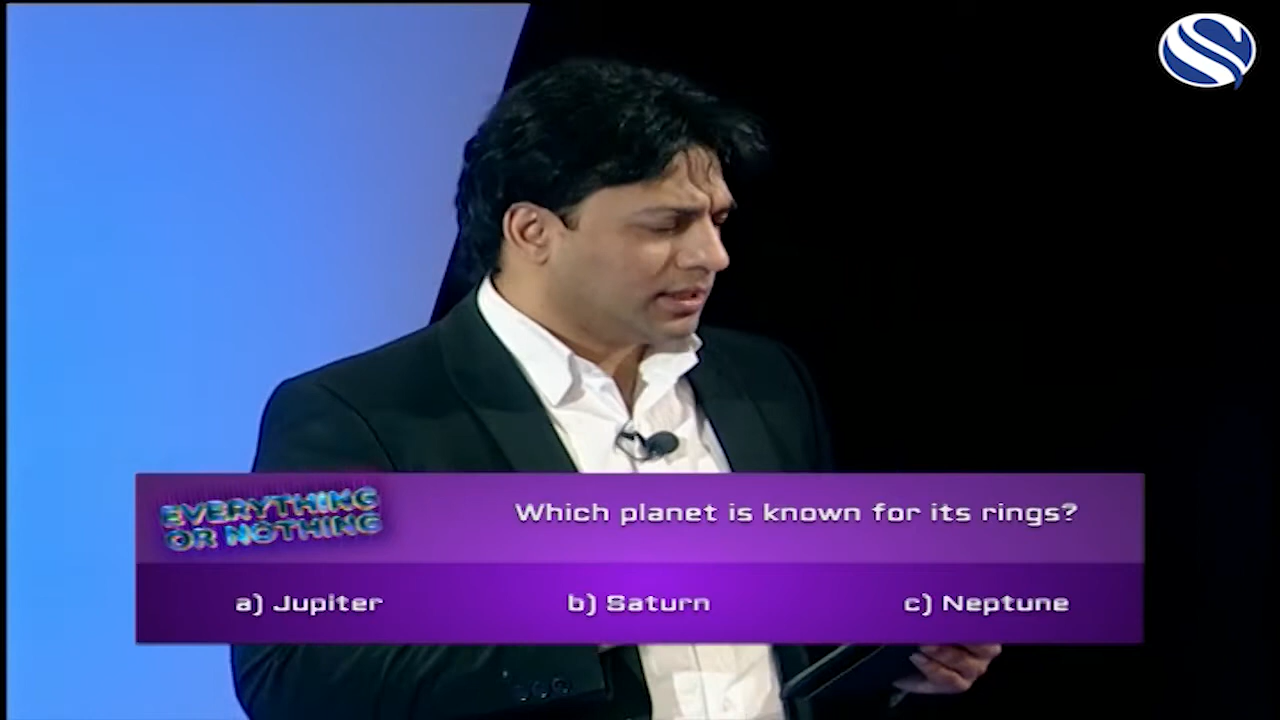 EVERYTHING
OR NOTHING
Which planet is known for its rings?
a) Jupiter
b) Saturn
c) Neptune